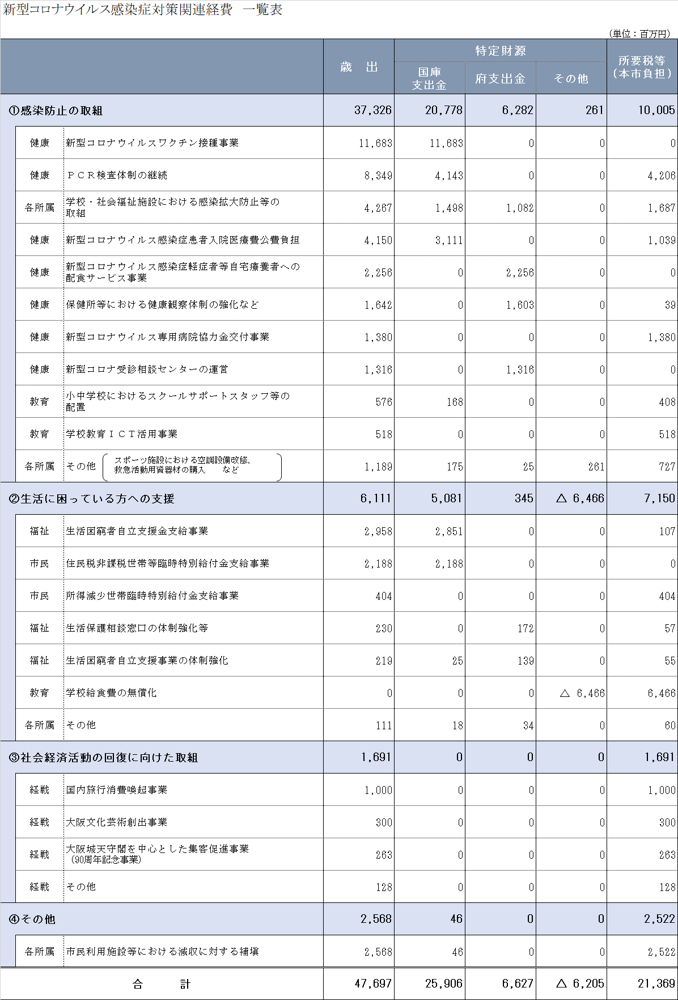 新型コロナウイルス感染症対策関連経費　一覧表
（単位：百万円）
歳　出 特定財源 所要税等（本市負担）
国庫支出金 府支出金 その他
①感染防止の取組 37,326 20,778 6,282 261 10,005
健康 新型コロナウイルスワクチン接種事業 11,683 11,683 0 0 0
健康 ＰＣＲ検査体制の継続 8,349 4,143 0 0 4,206
各所属 学校・社会福祉施設における感染拡大防止等の
取組 4,267 1,498 1,082 0 1,687
健康 新型コロナウイルス感染症患者入院医療費公費負担 4,150 3,111 0 0 1,039
健康 新型コロナウイルス感染症軽症者等自宅療養者への
配食サービス事業 2,256 0 2,256 0 0
健康 保健所等における健康観察体制の強化など 1,642 0 1,603 0 39
健康 新型コロナウイルス専用病院協力金交付事業 1,380 0 0 0 1,380
健康 新型コロナ受診相談センターの運営 1,316 0 1,316 0 0
教育 小中学校におけるスクールサポートスタッフ等の
配置 576 168 0 0 408
教育 学校教育ＩＣＴ活用事業 518 0 0 0 518
各所属 その他 スポーツ施設における空調設備改修、
救急活動用資器材の購入　　など 1,189 175 25 261 727
②生活に困っている方への支援 6,111 5,081 345 △ 6,466 7,150
福祉 生活困窮者自立支援金支給事業 2,958 2,851 0 0 107
市民 住民税非課税世帯等臨時特別給付金支給事業 2,188 2,188 0 0 0
市民 所得減少世帯臨時特別給付金支給事業 404 0 0 0 404
福祉 生活保護相談窓口の体制強化等 230 0 172 0 57
福祉 生活困窮者自立支援事業の体制強化 219 25 139 0 55
教育 学校給食費の無償化 0 0 0 △ 6,466 6,466
各所属 その他 111 18 34 0 60
③社会経済活動の回復に向けた取組 1,691 0 0 0 1,691
経戦 国内旅行消費喚起事業 1,000 0 0 0 1,000
経戦 大阪文化芸術創出事業 300 0 0 0 300
経戦 大阪城天守閣を中心とした集客促進事業
（90周年記念事業） 263 0 0 0 263
経戦 その他 128 0 0 0 128
④その他 2,568 46 0 0 2,522
各所属 市民利用施設等における減収に対する補塡 2,568 46 0 0 2,522
合　計 47,697 25,906 6,627 △ 6,205 21,369